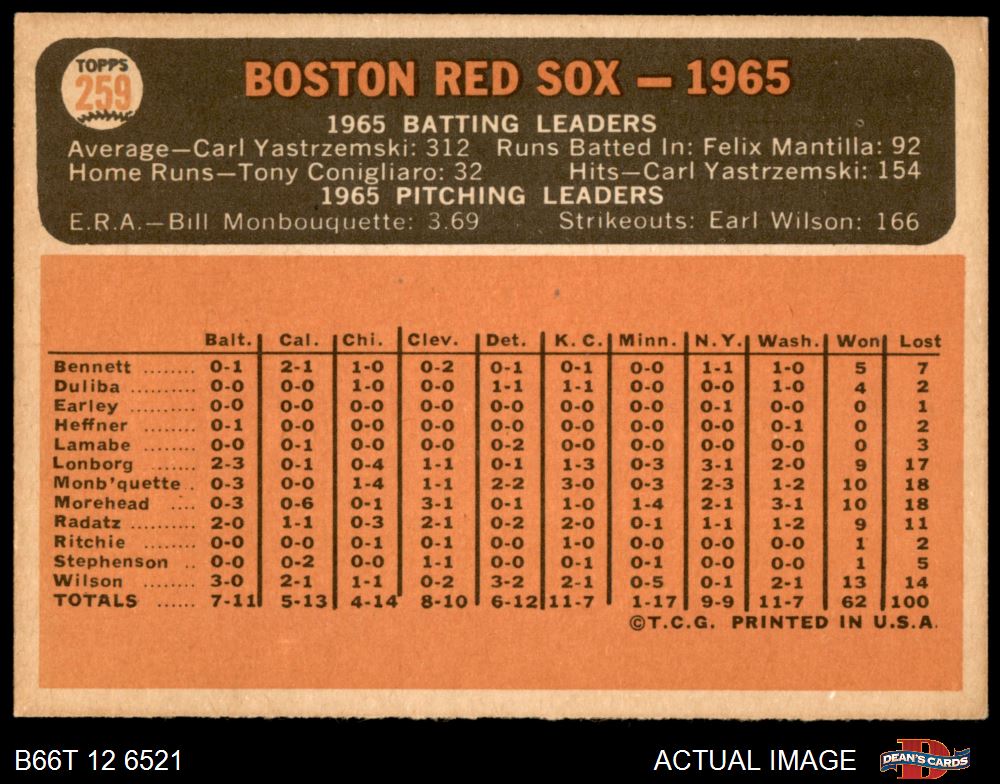 TOPPS
259
BOSTON RED SOX — 1965
1965 BATTING LEADERS
Average—Carl Yastrzemski: 312 Runs Batted In: Felix Mantilla: 92
Home Runs—Tony Conigliaro: 32 Hits—Carl Yastrzemski: 154
1965 PITCHING LEADERS
E.R.A.—Bill Monbouquette: 3.69 Strikeouts: Earl Wilson: 166
Balt. Cal. Chi. Clev. Det. K. C. Minn. N.Y. Wash. Won Lost
Bennett ........ 0-1 2-1 1-0 0-2 0-1 0-1 0-0 1-1 1-0 5 7
Duliba .......... 0-0 0-0 1-0 0-0 1-1 1-1 0-0 0-0 1-0 4 2
Earley .......... 0-0 0-0 0-0 0-0 0-0 0-0 0-0 0-1 0-0 0 1
Heffner ........ 0-1 0-0 0-0 0-0 0-0 0-0 0-0 0-0 0-1 0 2
Lamabe ........ 0-0 0-1 0-0 0-0 0-2 0-0 0-0 0-0 0-0 0 3
Lonborg ...... 2-3 0-1 0-4 1-1 0-1 1-3 0-3 3-1 2-0 9 17
Monb'quette . 0-3 0-0 1-4 1-1 2-2 3-0 0-3 2-3 1-2 10 18
Morehead .... 0-3 0-6 0-1 3-1 0-1 1-0 1-4 2-1 3-1 10 18
Radatz .......... 2-0 1-1 0-3 2-1 0-2 2-0 0-1 1-1 1-2 9 11
Ritchie ........ 0-0 0-0 0-1 0-1 0-0 1-0 0-0 0-0 0-0 1 2
Stephenson .. 0-0 0-2 0-0 1-1 0-0 0-1 0-1 0-0 0-0 1 5
Wilson ........ 3-0 2-1 1-1 0-2 3-2 2-1 0-5 0-1 2-1 13 14
TOTALS ...... 7-11 5-13 4-14 8-10 6-12 11-7 1-17 9-9 11-7 62 100
©T.C.G. PRINTED IN U.S.A.
B66T 12 6521 ACTUAL IMAGE DEAN'S CARDS